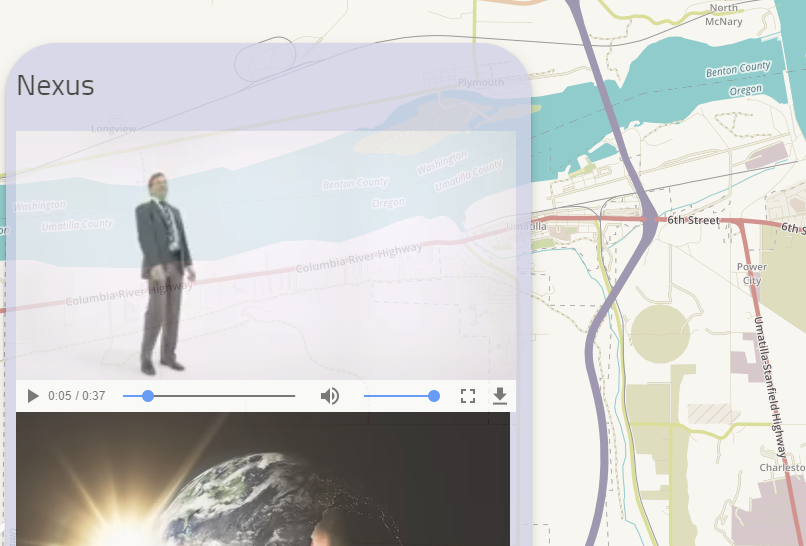 North
McNary
Nexus
Plymouth
Benton County
Oregon
Longview
Washington
Umatilla County
Benton County
Oregon
Washington
Umatilla County
Umatilla
6th Street
6th S
Columbia River Highway
Columbia River Highway
Power
City
Umatilla-Stanfield Highway
0:05 / 0:37
Charlesto